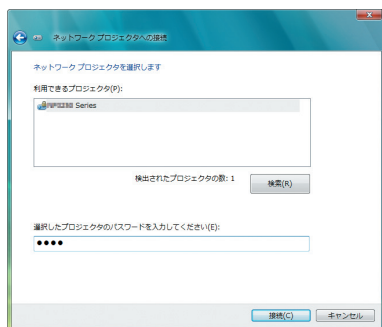 ネットワーク プロジェクタへの接続
ネットワーク プロジェクタを選択します
利用できるプロジェクタ(P):
Series
検出されたプロジェクタの数: 1
検索(R)
選択したプロジェクタのパスワードを入力してください(E):
●●●●
接続(C)
キャンセル